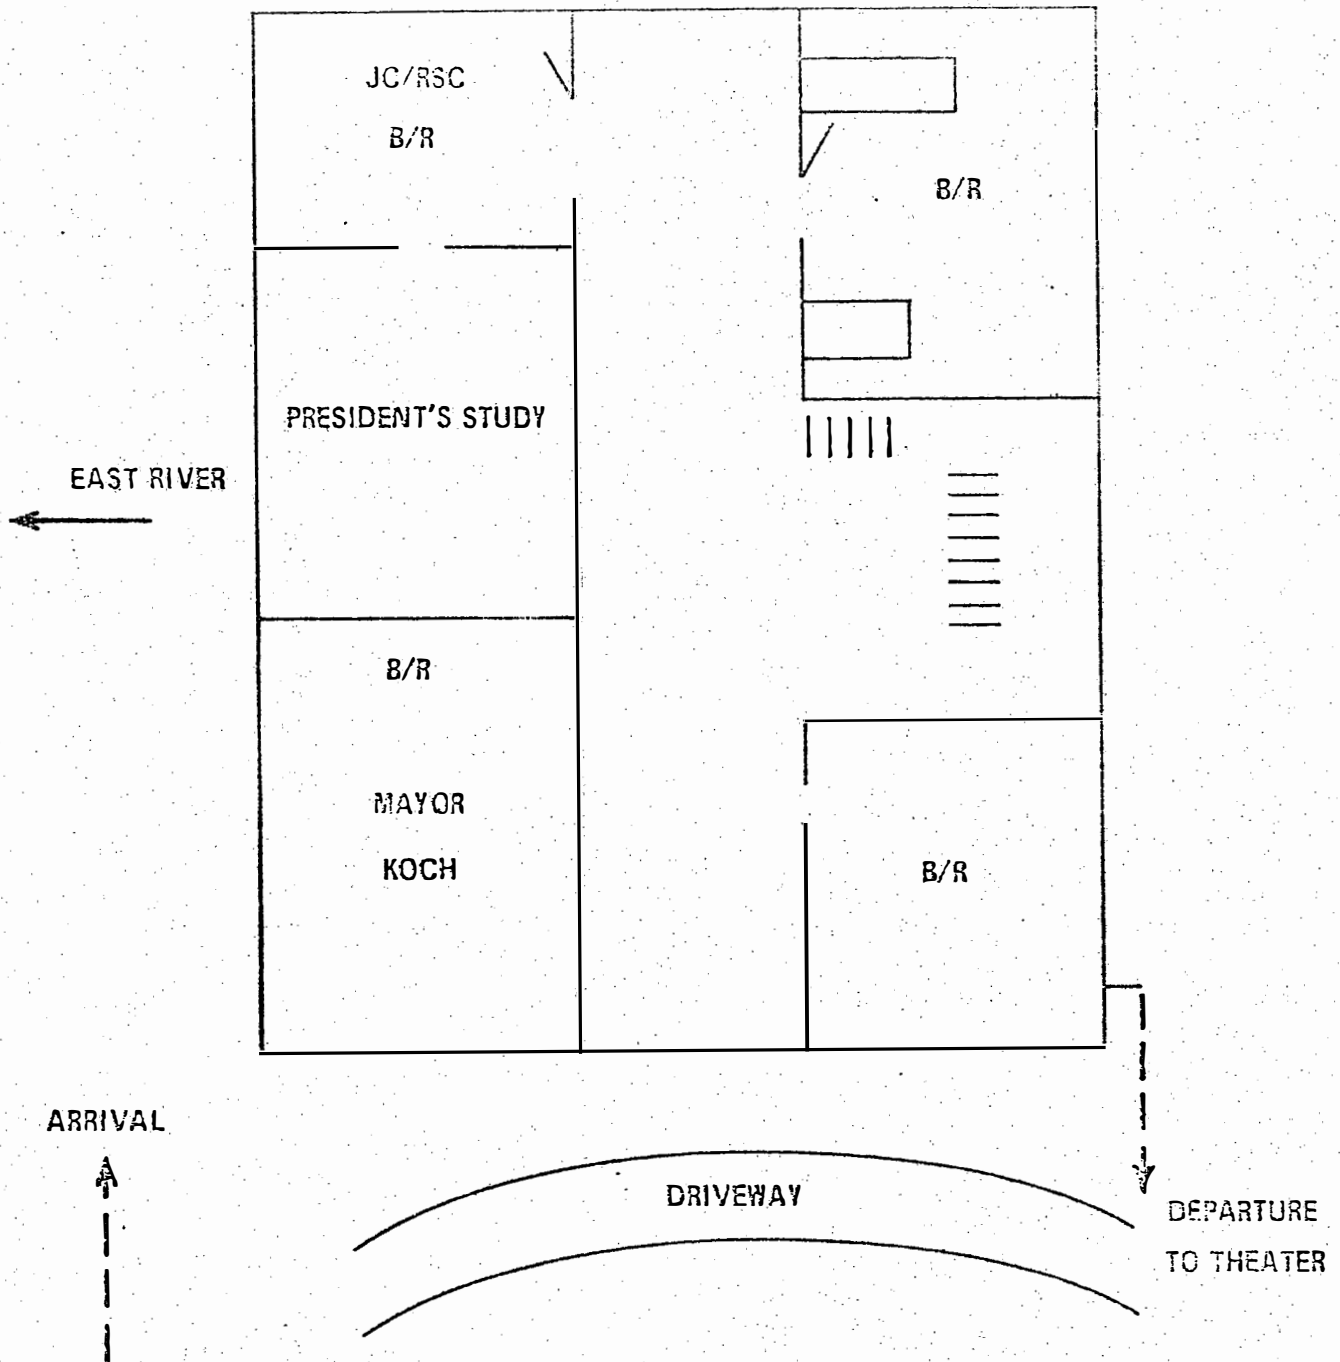 JC/RSC
B/R
B/R
PRESIDENT'S STUDY
EAST RIVER
B/R
MAYOR
KOCH
B/R
ARRIVAL
DRIVEWAY
DEPARTURE
TO THEATER